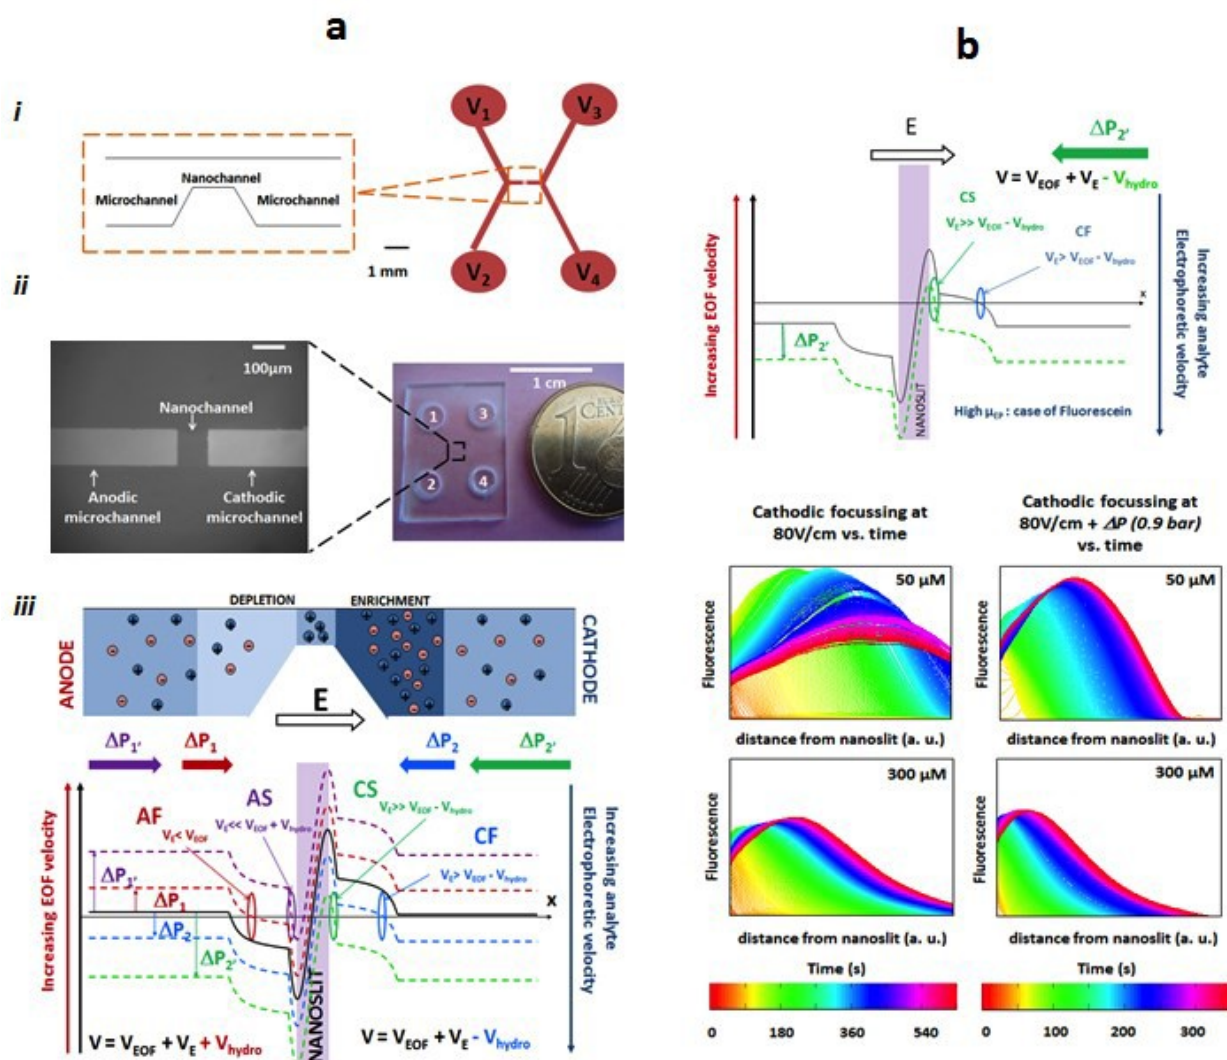 a
i
V1
V3
V2
V4
Nanochannel
Microchannel
Microchannel
1 mm
ii
100µm
Nanochannel
Anodic
microchannel
Cathodic
microchannel
1 cm
1
3
2
4
1
CENT
iii
DEPLETION
ENRICHMENT
ANODE
CATHODE
E
ΔP1'
ΔP1
ΔP2
ΔP2'
Increasing EOF velocity
AF
VE< VEOF
AS
VE<< VEOF + Vhydro
CS
VE>> VEOF - Vhydro
CF
VE> VEOF - Vhydro
ΔP1'
ΔP1
ΔP2
ΔP2'
X
NANOSLIT
Increasing analyte
Electrophoretic velocity
V = VEOF + VE + Vhydro
V = VEOF + VE - Vhydro
b
E
ΔP2'
V = VEOF + VE - Vhydro
CS
VE>> VEOF - Vhydro
CF
VE> VEOF - Vhydro
x
Increasing EOF velocity
ΔP2'
NANOSLIT
High µEP : case of Fluorescein
Increasing analyte
Electrophoretic velocity
Cathodic focussing at
80V/cm vs. time
Cathodic focussing at
80V/cm + ΔP (0.9 bar)
vs. time
50 µM
Fluorescence
distance from nanoslit (a. u.)
50 µM
Fluorescence
distance from nanoslit (a. u.)
300 µM
Fluorescence
distance from nanoslit (a. u.)
300 µM
Fluorescence
distance from nanoslit (a. u.)
Time (s)
0 180 360 540
Time (s)
0 100 200 300